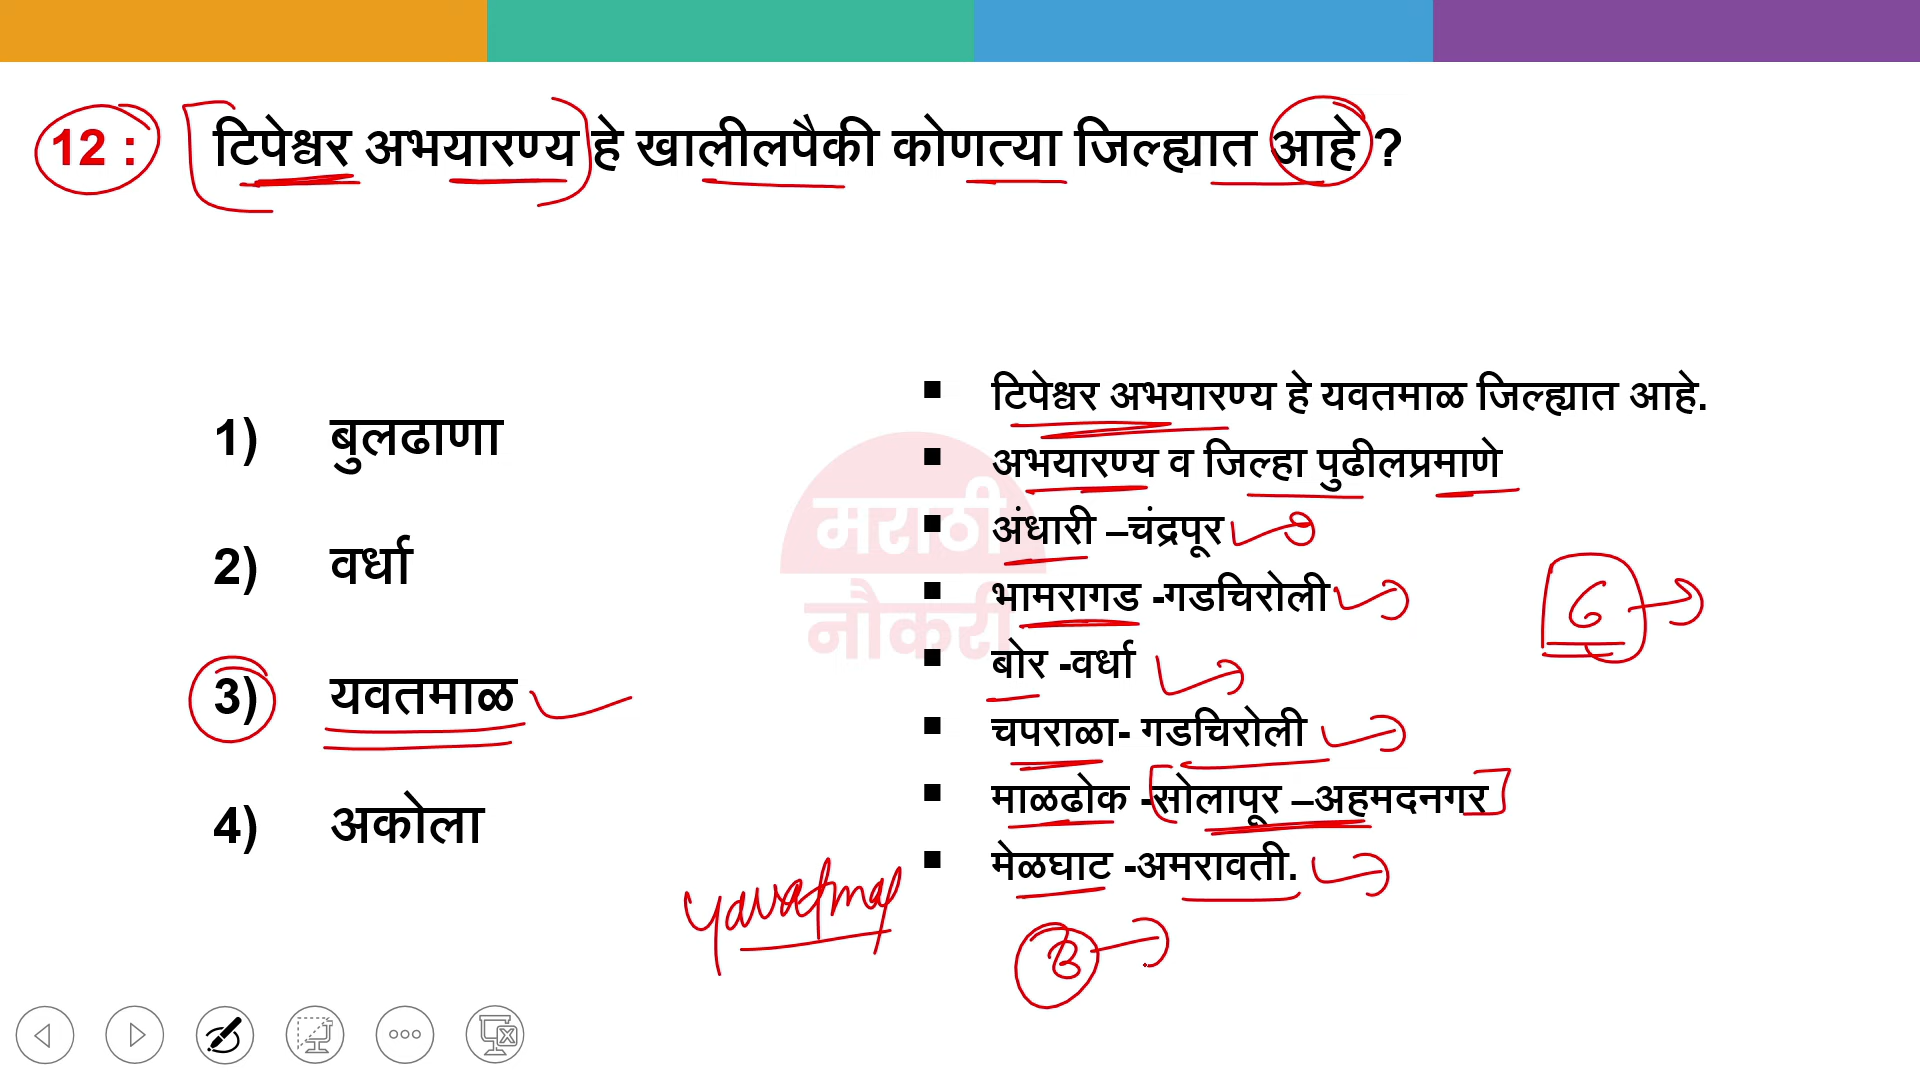 12 : टिपेश्वर अभयारण्य हे खालीलपैकी कोणत्या जिल्ह्यात आहे ?
1) बुलढाणा
2) वर्धा
3) यवतमाळ
4) अकोला
टिपेश्वर अभयारण्य हे यवतमाळ जिल्ह्यात आहे.
अभयारण्य व जिल्हा पुढीलप्रमाणे
अंधारी –चंद्रपूर
भामरागड -गडचिरोली
बोर -वर्धा
चपराळा- गडचिरोली
माळढोक -सोलापूर –अहमदनगर
मेळघाट -अमरावती.
मराठी
नौकरी
6
Yavatmal